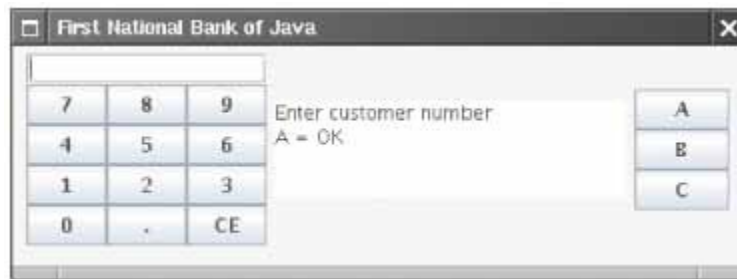 First National Bank of Java
7 8 9
4 5 6
1 2 3
0 . CE
Enter customer number
A = OK
A
B
C